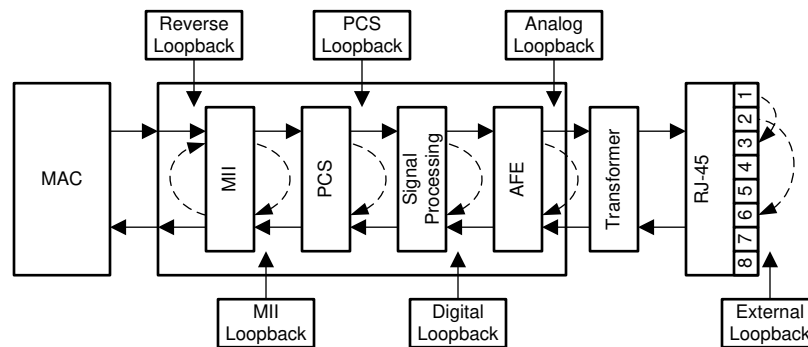 Reverse
Loopback
PCS
Loopback
Analog
Loopback
MAC
MII
PCS
Signal
Processing
AFE
Transformer
RJ-45
1
2
3
4
5
6
7
8
MII
Loopback
Digital
Loopback
External
Loopback